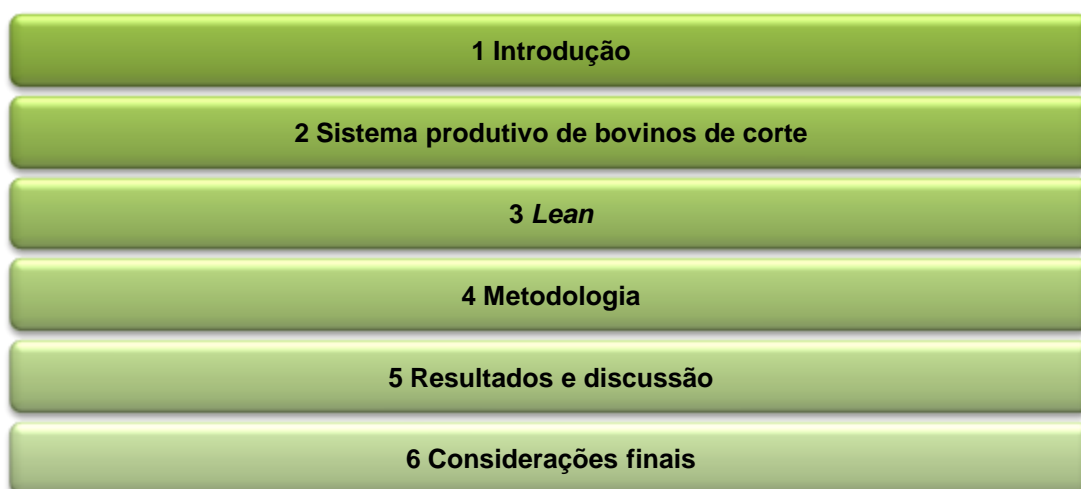 1 Introdução
2 Sistema produtivo de bovinos de corte
3 Lean
4 Metodologia
5 Resultados e discussão
6 Considerações finais